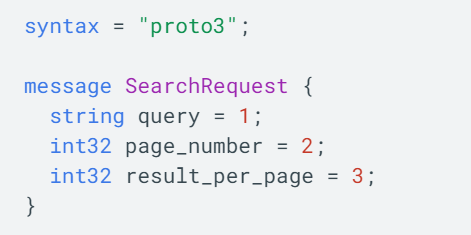 syntax = "proto3";

message SearchRequest {
  string query = 1;
  int32 page_number = 2;
  int32 result_per_page = 3;
}